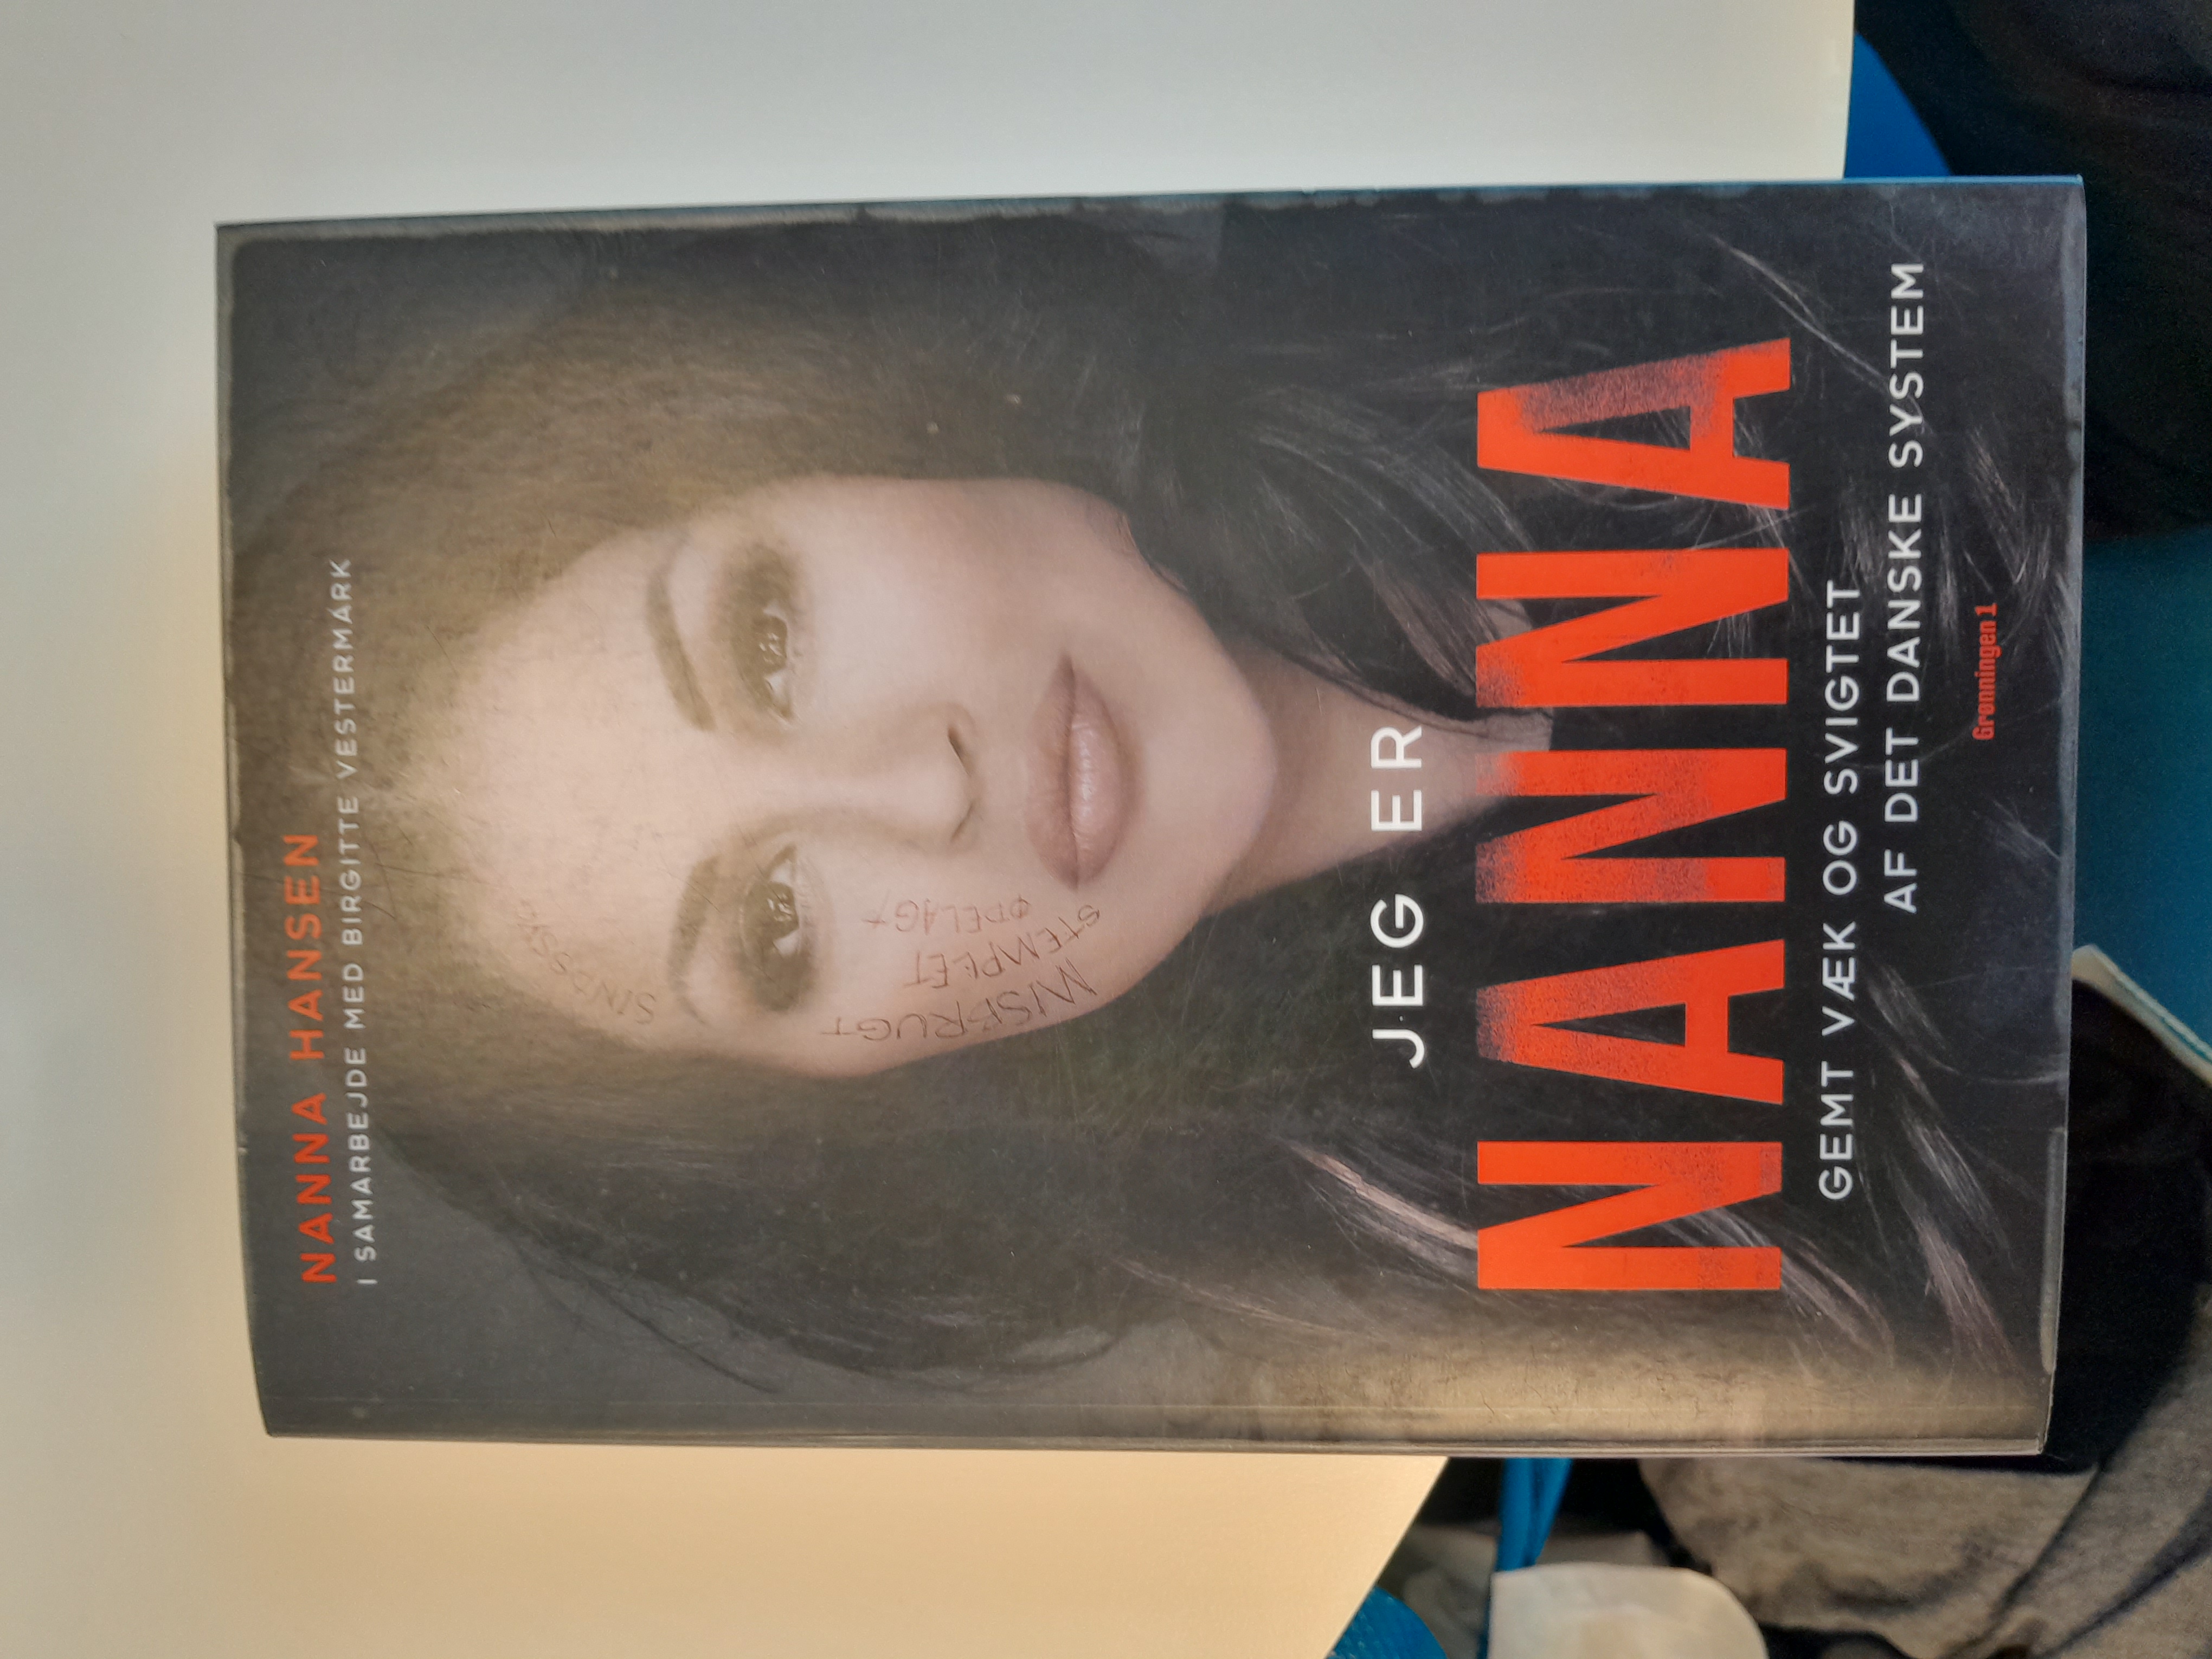 NANNA HANSEN
I SAMARBEJDE MED BIRGITTE VESTERMARK
SINDSSYG
MISBRUGT
STEMPLET
ØDELAGT
JEG ER
NANNA
GEMT VÆK OG SVIGTET
AF DET DANSKE SYSTEM
Grønningen 1